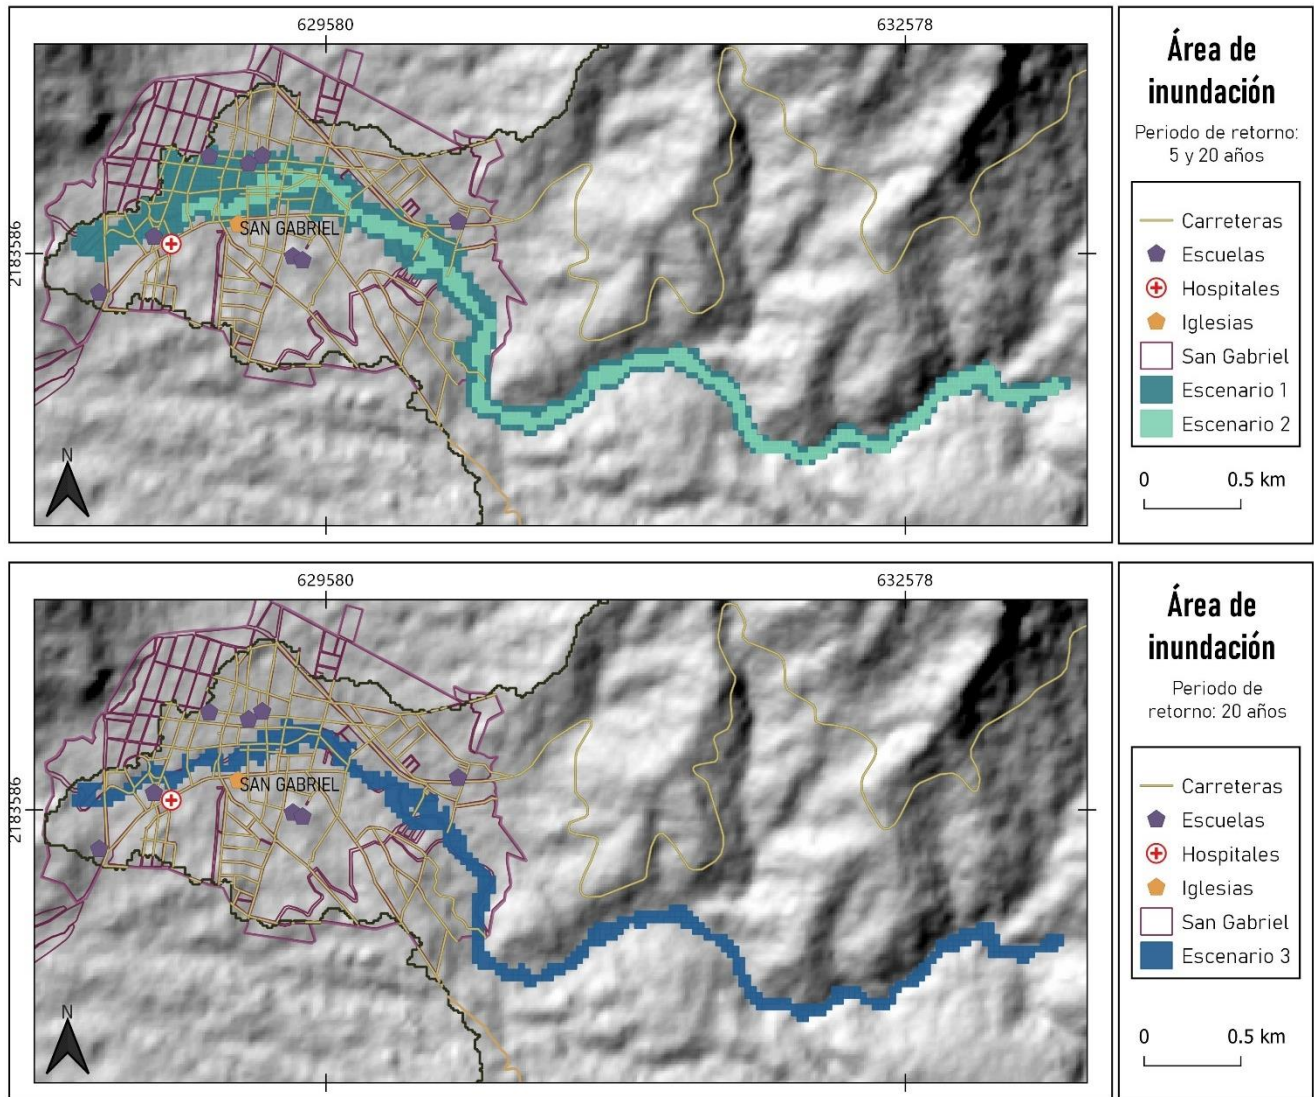 629580
632578
2183586
SAN GABRIEL
N
Área de
inundación
Periodo de retorno:
5 y 20 años
Carreteras
Escuelas
Hospitales
Iglesias
San Gabriel
Escenario 1
Escenario 2
0 0.5 km
629580
632578
2183586
SAN GABRIEL
N
Área de
inundación
Periodo de
retorno: 20 años
Carreteras
Escuelas
Hospitales
Iglesias
San Gabriel
Escenario 3
0 0.5 km